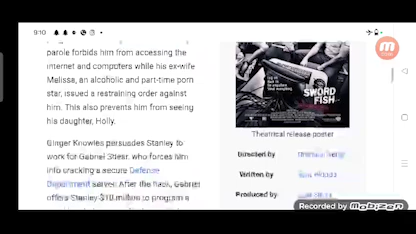 9:10
parole forbids him from accessing the
internet and computers while his ex-wife
Melissa, an alcoholic and part-time porn
star, issued a restraining order against
him. This also prevents him from seeing
his daughter, Holly.
Ginger Knowles persuades Stanley to
work for Gabriel Shear, who forces him
into cracking a secure Defense
Department server. After the hack, Gabriel
offers Stanley $10 million to program a
SWORD
FISH
Theatrical release poster
Directed by
Written by
Produced by
Recorded by Mobizen